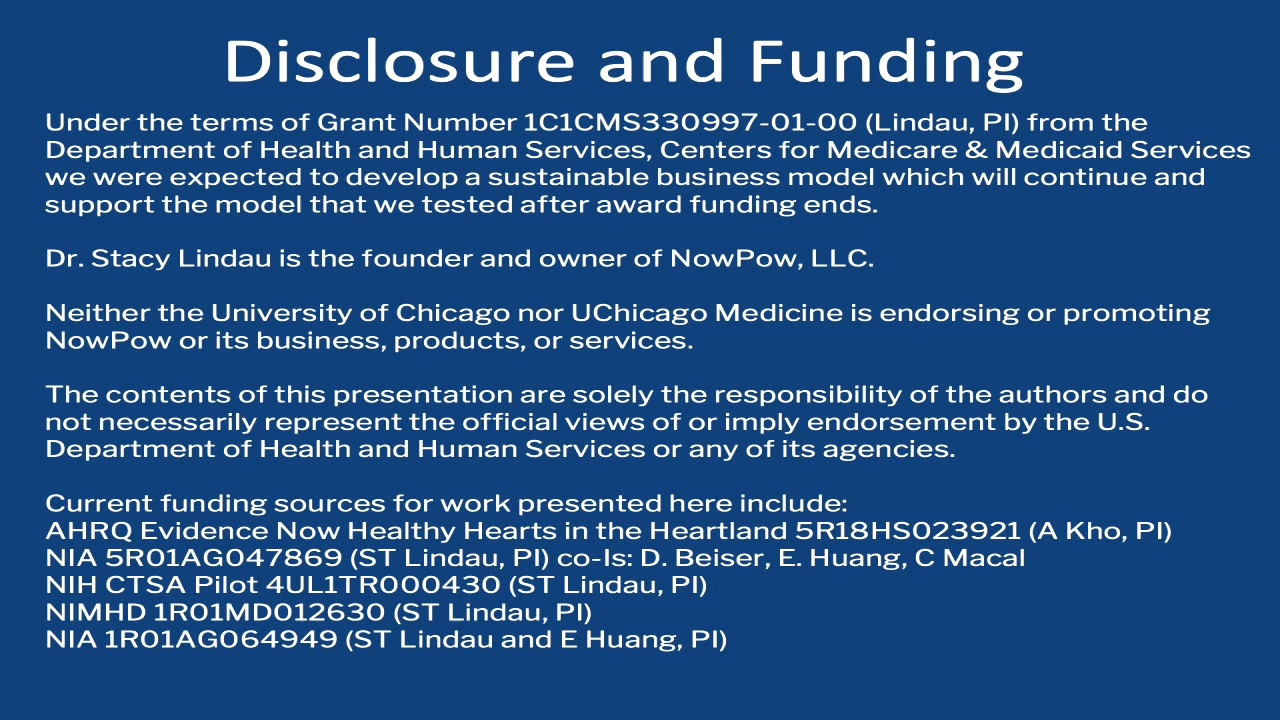 Disclosure and Funding
Under the terms of Grant Number 1C1CMS330997-01-00 (Lindau, PI) from the
Department of Health and Human Services, Centers for Medicare & Medicaid Services
we were expected to develop a sustainable business model which will continue and
support the model that we tested after award funding ends.
Dr. Stacy Lindau is the founder and owner of NowPow, LLC.
Neither the University of Chicago nor UChicago Medicine is endorsing or promoting
NowPow or its business, products, or services.
The contents of this presentation are solely the responsibility of the authors and do
not necessarily represent the official views of or imply endorsement by the U.S.
Department of Health and Human Services or any of its agencies.
Current funding sources for work presented here include:
AHRQ Evidence Now Healthy Hearts in the Heartland 5R18HS023921 (A Kho, PI)
NIA 5R01AG047869 (ST Lindau, PI) co-Is: D. Beiser, E. Huang, C Macal
NIH CTSA Pilot 4UL1TR000430 (ST Lindau, PI)
NIMHD 1R01MD012630 (ST Lindau, PI)
NIA 1R01AG064949 (ST Lindau and E Huang, PI)